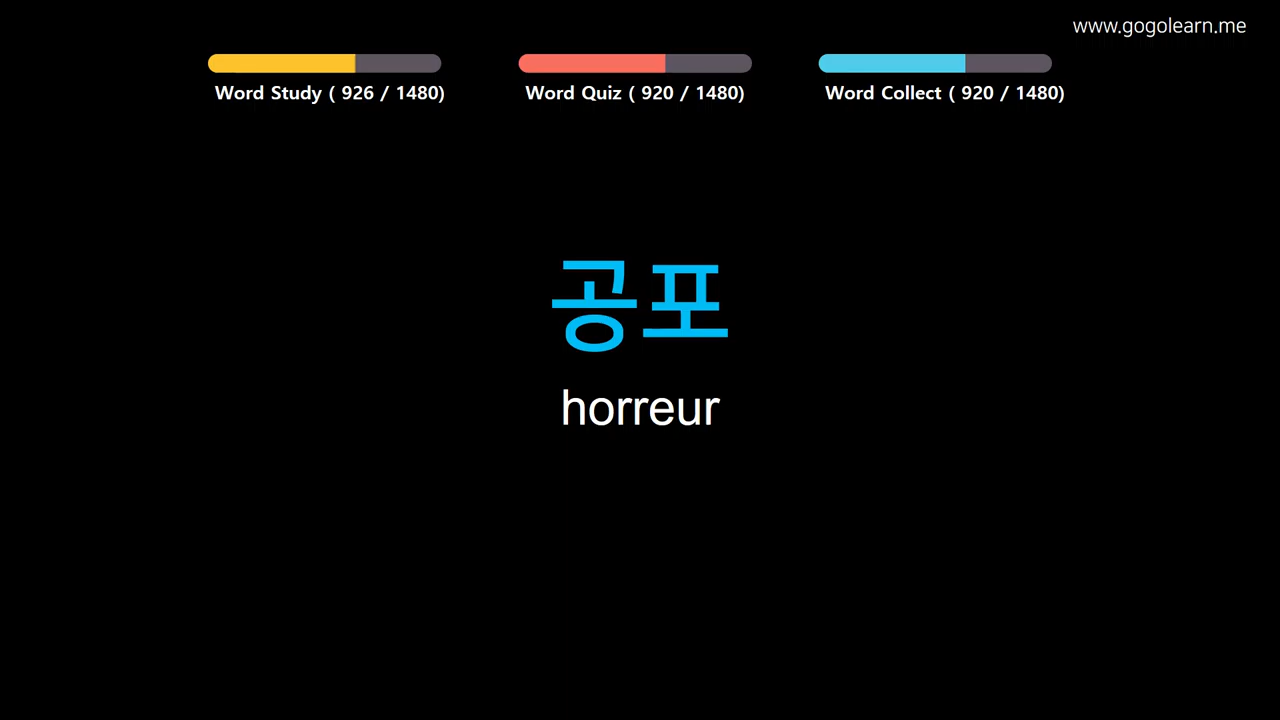 www.gogolearn.me
Word Study ( 926 / 1480)
Word Quiz ( 920 / 1480)
Word Collect ( 920 / 1480)
공포
horreur